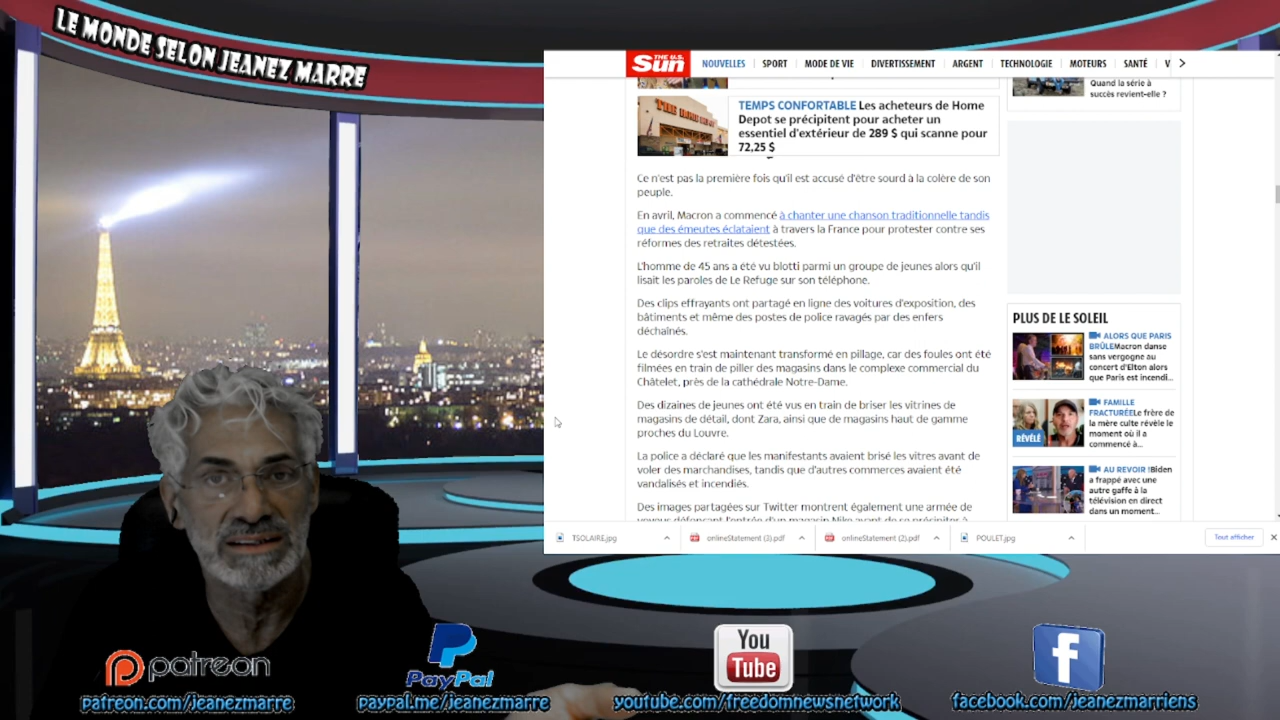 LE MONDE SELON JEANEZ MARRE
THE U.S. Sun
NOUVELLES SPORT MODE DE VIE DIVERTISSEMENT ARGENT TECHNOLOGIE MOTEURS SANTÉ V
TEMPS CONFORTABLE Les acheteurs de Home
Depot se précipitent pour acheter un
essentiel d'extérieur de 289 $ qui scanne pour
72,25 $
Ce n'est pas la première fois qu'il est accusé d'être sourd à la colère de son
peuple.
En avril, Macron a commencé à chanter une chanson traditionnelle tandis
que des émeutes éclataient à travers la France pour protester contre ses
réformes des retraites détestées.
L'homme de 45 ans a été vu blotti parmi un groupe de jeunes alors qu'il
lisait les paroles de Le Refuge sur son téléphone.
Des clips effrayants ont partagé en ligne des voitures d'exposition, des
bâtiments et même des postes de police ravagés par des enfers
déchaînés.
Le désordre s'est maintenant transformé en pillage, car des foules ont été
filmées en train de piller des magasins dans le complexe commercial du
Châtelet, près de la cathédrale Notre-Dame.
Des dizaines de jeunes ont été vus en train de briser les vitrines de
magasins de détail, dont Zara, ainsi que de magasins haut de gamme
proches du Louvre.
La police a déclaré que les manifestants avaient brisé les vitres avant de
voler des marchandises, tandis que d'autres commerces avaient été
vandalisés et incendiés.
Des images partagées sur Twitter montrent également une armée de
voyous défonçant l'entrée d'un magasin Nike avant de se précipiter à
Quand la série à
succès revient-elle ?
PLUS DE LE SOLEIL
ALORS QUE PARIS
BRÛLEMacron danse
sans vergogne au
concert d'Elton alors
que Paris est incendi...
RÉVÉLÉ
FAMILLE
FRACTURÉELe frère de
la mère culte révèle le
moment où il a
commencé à...
AU REVOIR !Biden
a frappé avec une
autre gaffe à la
télévision en direct
dans un moment...
TSOLAIRE.jpg
onlineStatement (3).pdf
onlineStatement (2).pdf
POULET.jpg
Tout afficher
patreon
patreon.com/jeanezmarre
PayPal
paypal.me/jeanezmarre
You
Tube
youtube.com/freedomnewsnetwork
f
facebook.com/jeanezmarriens